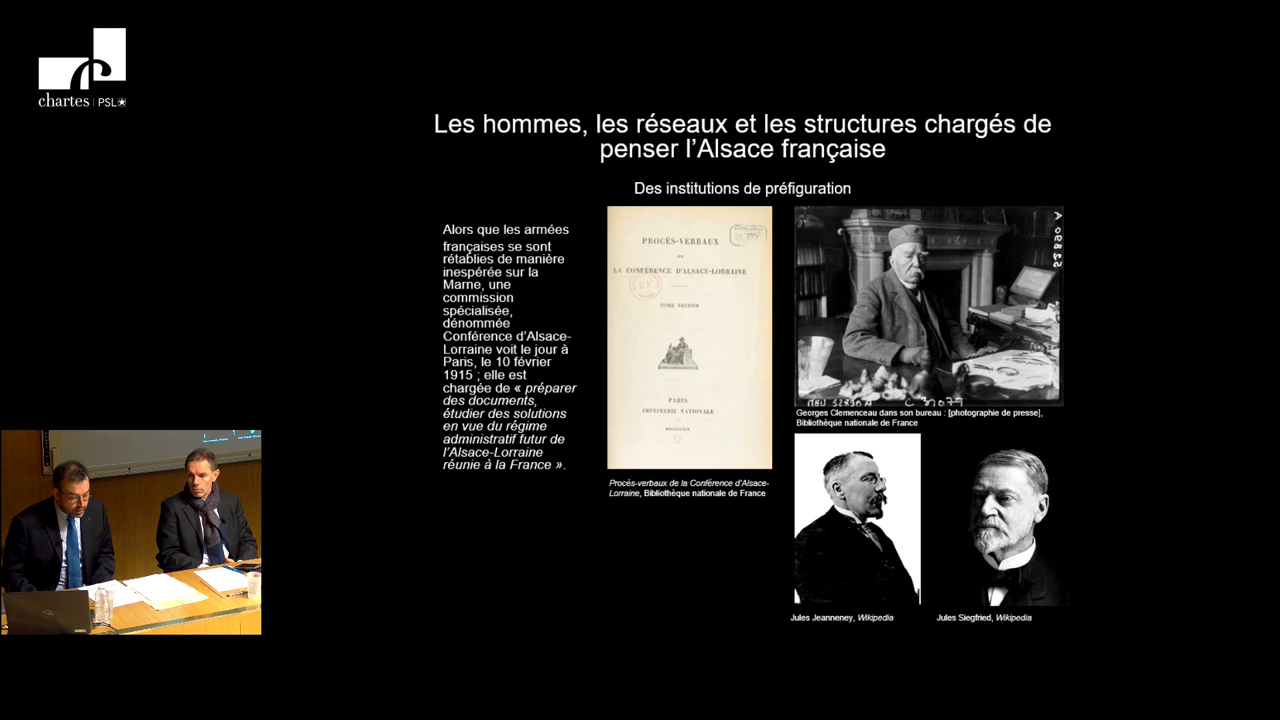 chartes | PSL
Les hommes, les réseaux et les structures chargés de
penser l'Alsace française
Des institutions de préfiguration
Alors que les armées
françaises se sont
rétablies de manière
inespérée sur la
Marne, une
commission
spécialisée,
dénommée
Conférence d'Alsace-
Lorraine voit le jour à
Paris, le 10 février
1915 ; elle est
chargée de « préparer
des documents,
étudier des solutions
en vue du régime
administratif futur de
l'Alsace-Lorraine
réunie à la France ».
PROCÈS-VERBAUX
DE
LA CONFÉRENCE D'ALSACE-LORRAINE
TOME SECOND
PARIS
IMPRIMERIE NATIONALE
Procès-verbaux de la Conférence d'Alsace-
Lorraine, Bibliothèque nationale de France
Georges Clemenceau dans son bureau : [photographie de presse],
Bibliothèque nationale de France
Jules Jeanneney, Wikipedia
Jules Siegfried, Wikipedia